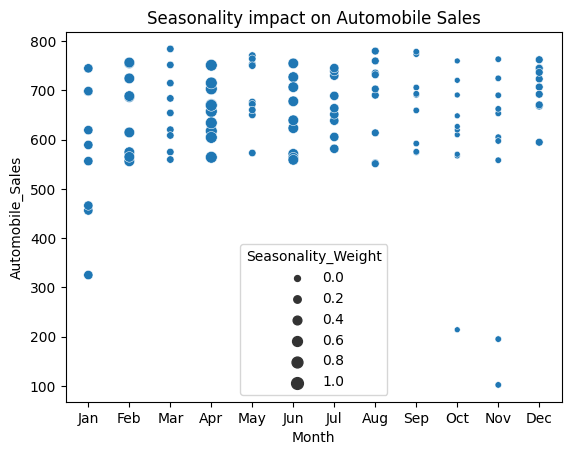 Seasonality impact on Automobile Sales
800
700
600
500
400
300
200
100
Automobile_Sales
Seasonality_Weight
0.0
0.2
0.4
0.6
0.8
1.0
Jan Feb Mar Apr May Jun Jul Aug Sep Oct Nov Dec
Month